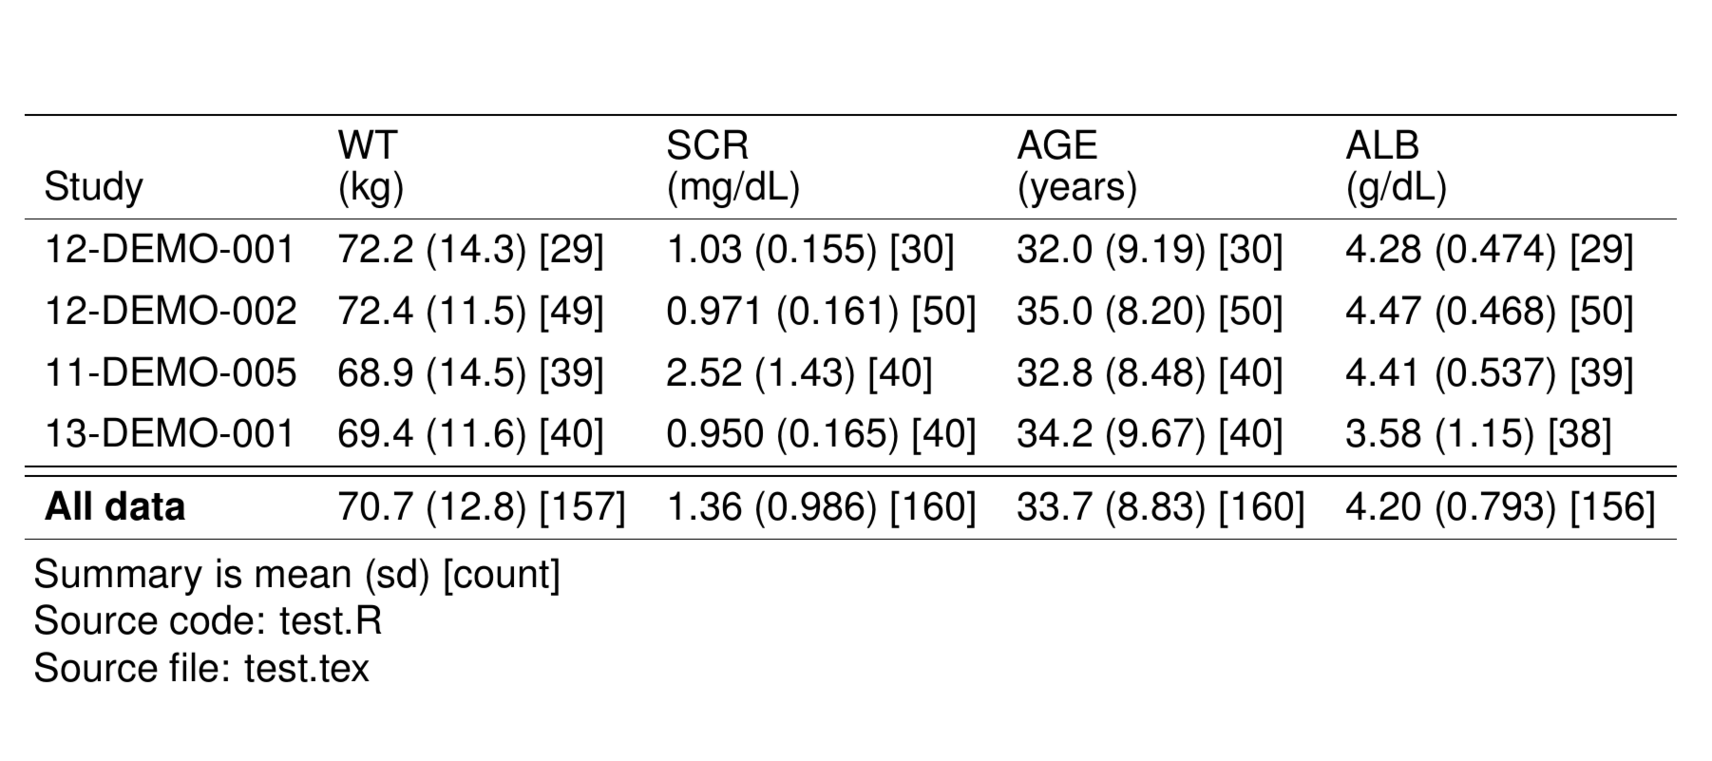 Study WT (kg) SCR (mg/dL) AGE (years) ALB (g/dL)
12-DEMO-001 72.2 (14.3) [29] 1.03 (0.155) [30] 32.0 (9.19) [30] 4.28 (0.474) [29]
12-DEMO-002 72.4 (11.5) [49] 0.971 (0.161) [50] 35.0 (8.20) [50] 4.47 (0.468) [50]
11-DEMO-005 68.9 (14.5) [39] 2.52 (1.43) [40] 32.8 (8.48) [40] 4.41 (0.537) [39]
13-DEMO-001 69.4 (11.6) [40] 0.950 (0.165) [40] 34.2 (9.67) [40] 3.58 (1.15) [38]
All data 70.7 (12.8) [157] 1.36 (0.986) [160] 33.7 (8.83) [160] 4.20 (0.793) [156]
Summary is mean (sd) [count]
Source code: test.R
Source file: test.tex